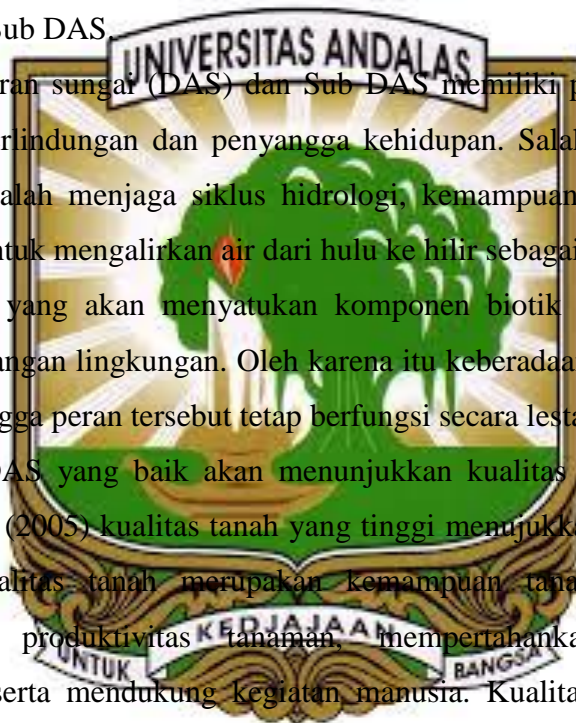 Sub DAS.
UNIVERSITAS ANDALAS
ran sungai (DAS) dan Sub DAS memiliki p
erlindungan dan penyangga kehidupan. Sala
alah menjaga siklus hidrologi, kemampuan
ntuk mengalirkan air dari hulu ke hilir sebagai
yang akan menyatukan komponen biotik
angan lingkungan. Oleh karena itu keberadaa
gga peran tersebut tetap berfungsi secara lesta
DAS yang baik akan menunjukkan kualitas
(2005) kualitas tanah yang tinggi menujukka
alitas tanah merupakan kemampuan tana
produktivitas tanaman, mempertahanka
UNTUK KEDJAJAAN BANGSA
serta mendukung kegiatan manusia. Kualita